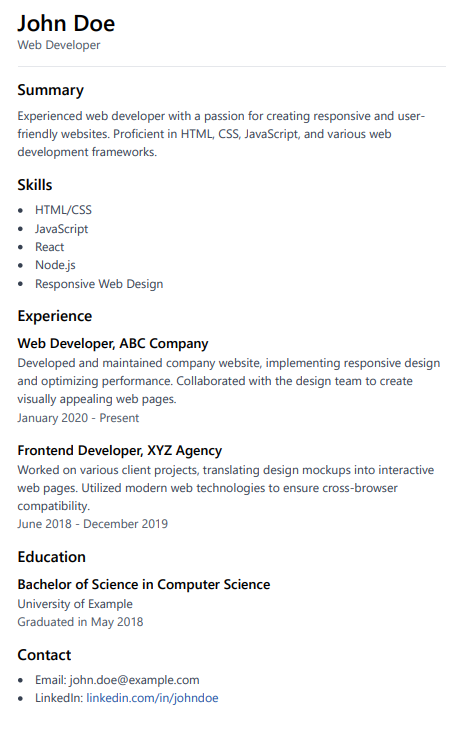 John Doe
Web Developer
Summary
Experienced web developer with a passion for creating responsive and user-
friendly websites. Proficient in HTML, CSS, JavaScript, and various web
development frameworks.
Skills
• HTML/CSS
• JavaScript
• React
• Node.js
• Responsive Web Design
Experience
Web Developer, ABC Company
Developed and maintained company website, implementing responsive design
and optimizing performance. Collaborated with the design team to create
visually appealing web pages.
January 2020 - Present
Frontend Developer, XYZ Agency
Worked on various client projects, translating design mockups into interactive
web pages. Utilized modern web technologies to ensure cross-browser
compatibility.
June 2018 - December 2019
Education
Bachelor of Science in Computer Science
University of Example
Graduated in May 2018
Contact
• Email: john.doe@example.com
• LinkedIn: linkedin.com/in/johndoe